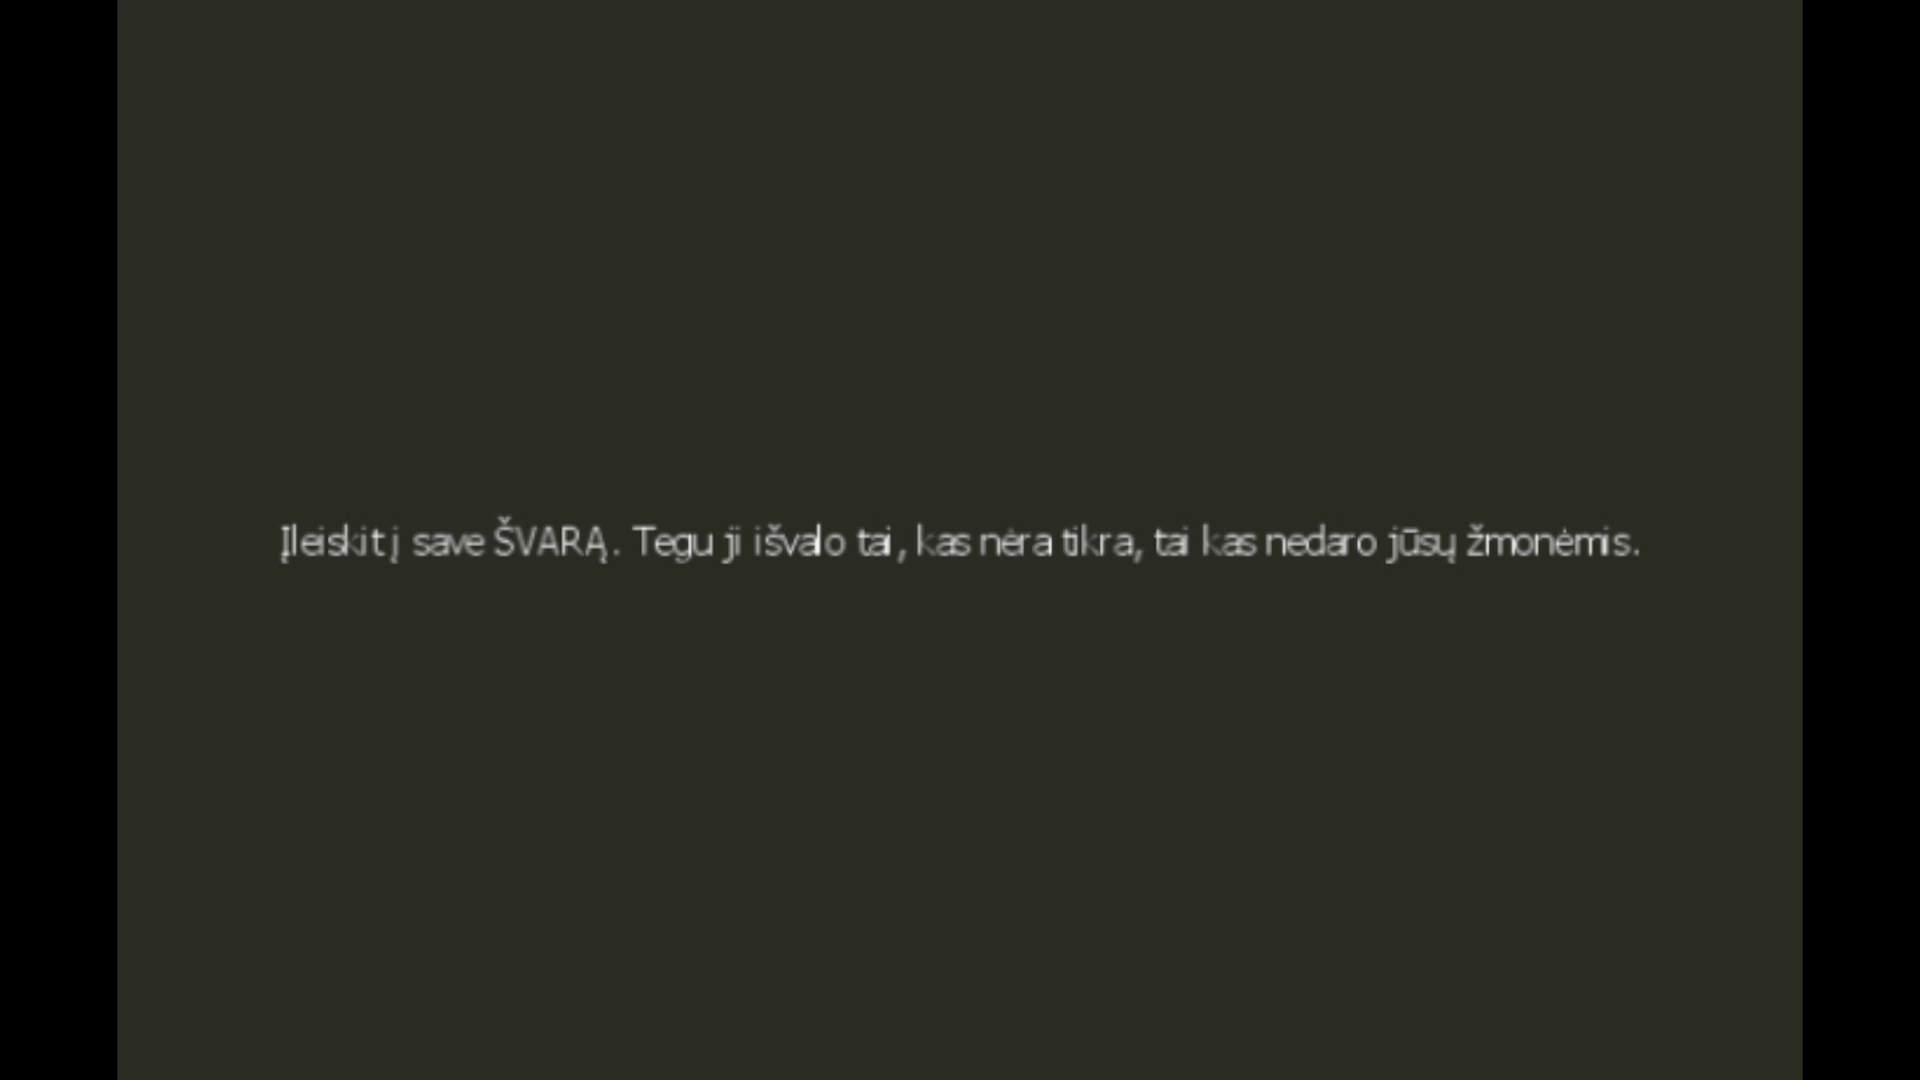 Įleiskit į save ŠVARĄ. Tegu ji išvalo tai, kas nėra tikra, tai kas nedaro jūsų žmonėmis.